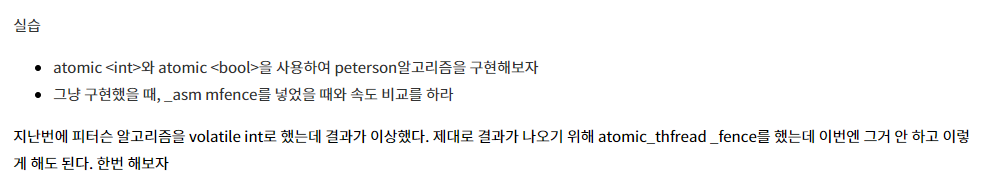 실습
atomic <int>와 atomic <bool>을 사용하여 peterson알고리즘을 구현해보자
그냥 구현했을 때, _asm mfence를 넣었을 때와 속도 비교를 하라
지난번에 피터슨 알고리즘을 volatile int로 했는데 결과가 이상했다. 제대로 결과가 나오기 위해 atomic_thfread _fence를 했는데 이번엔 그거 안 하고 이렇
게 해도 된다. 한번 해보자